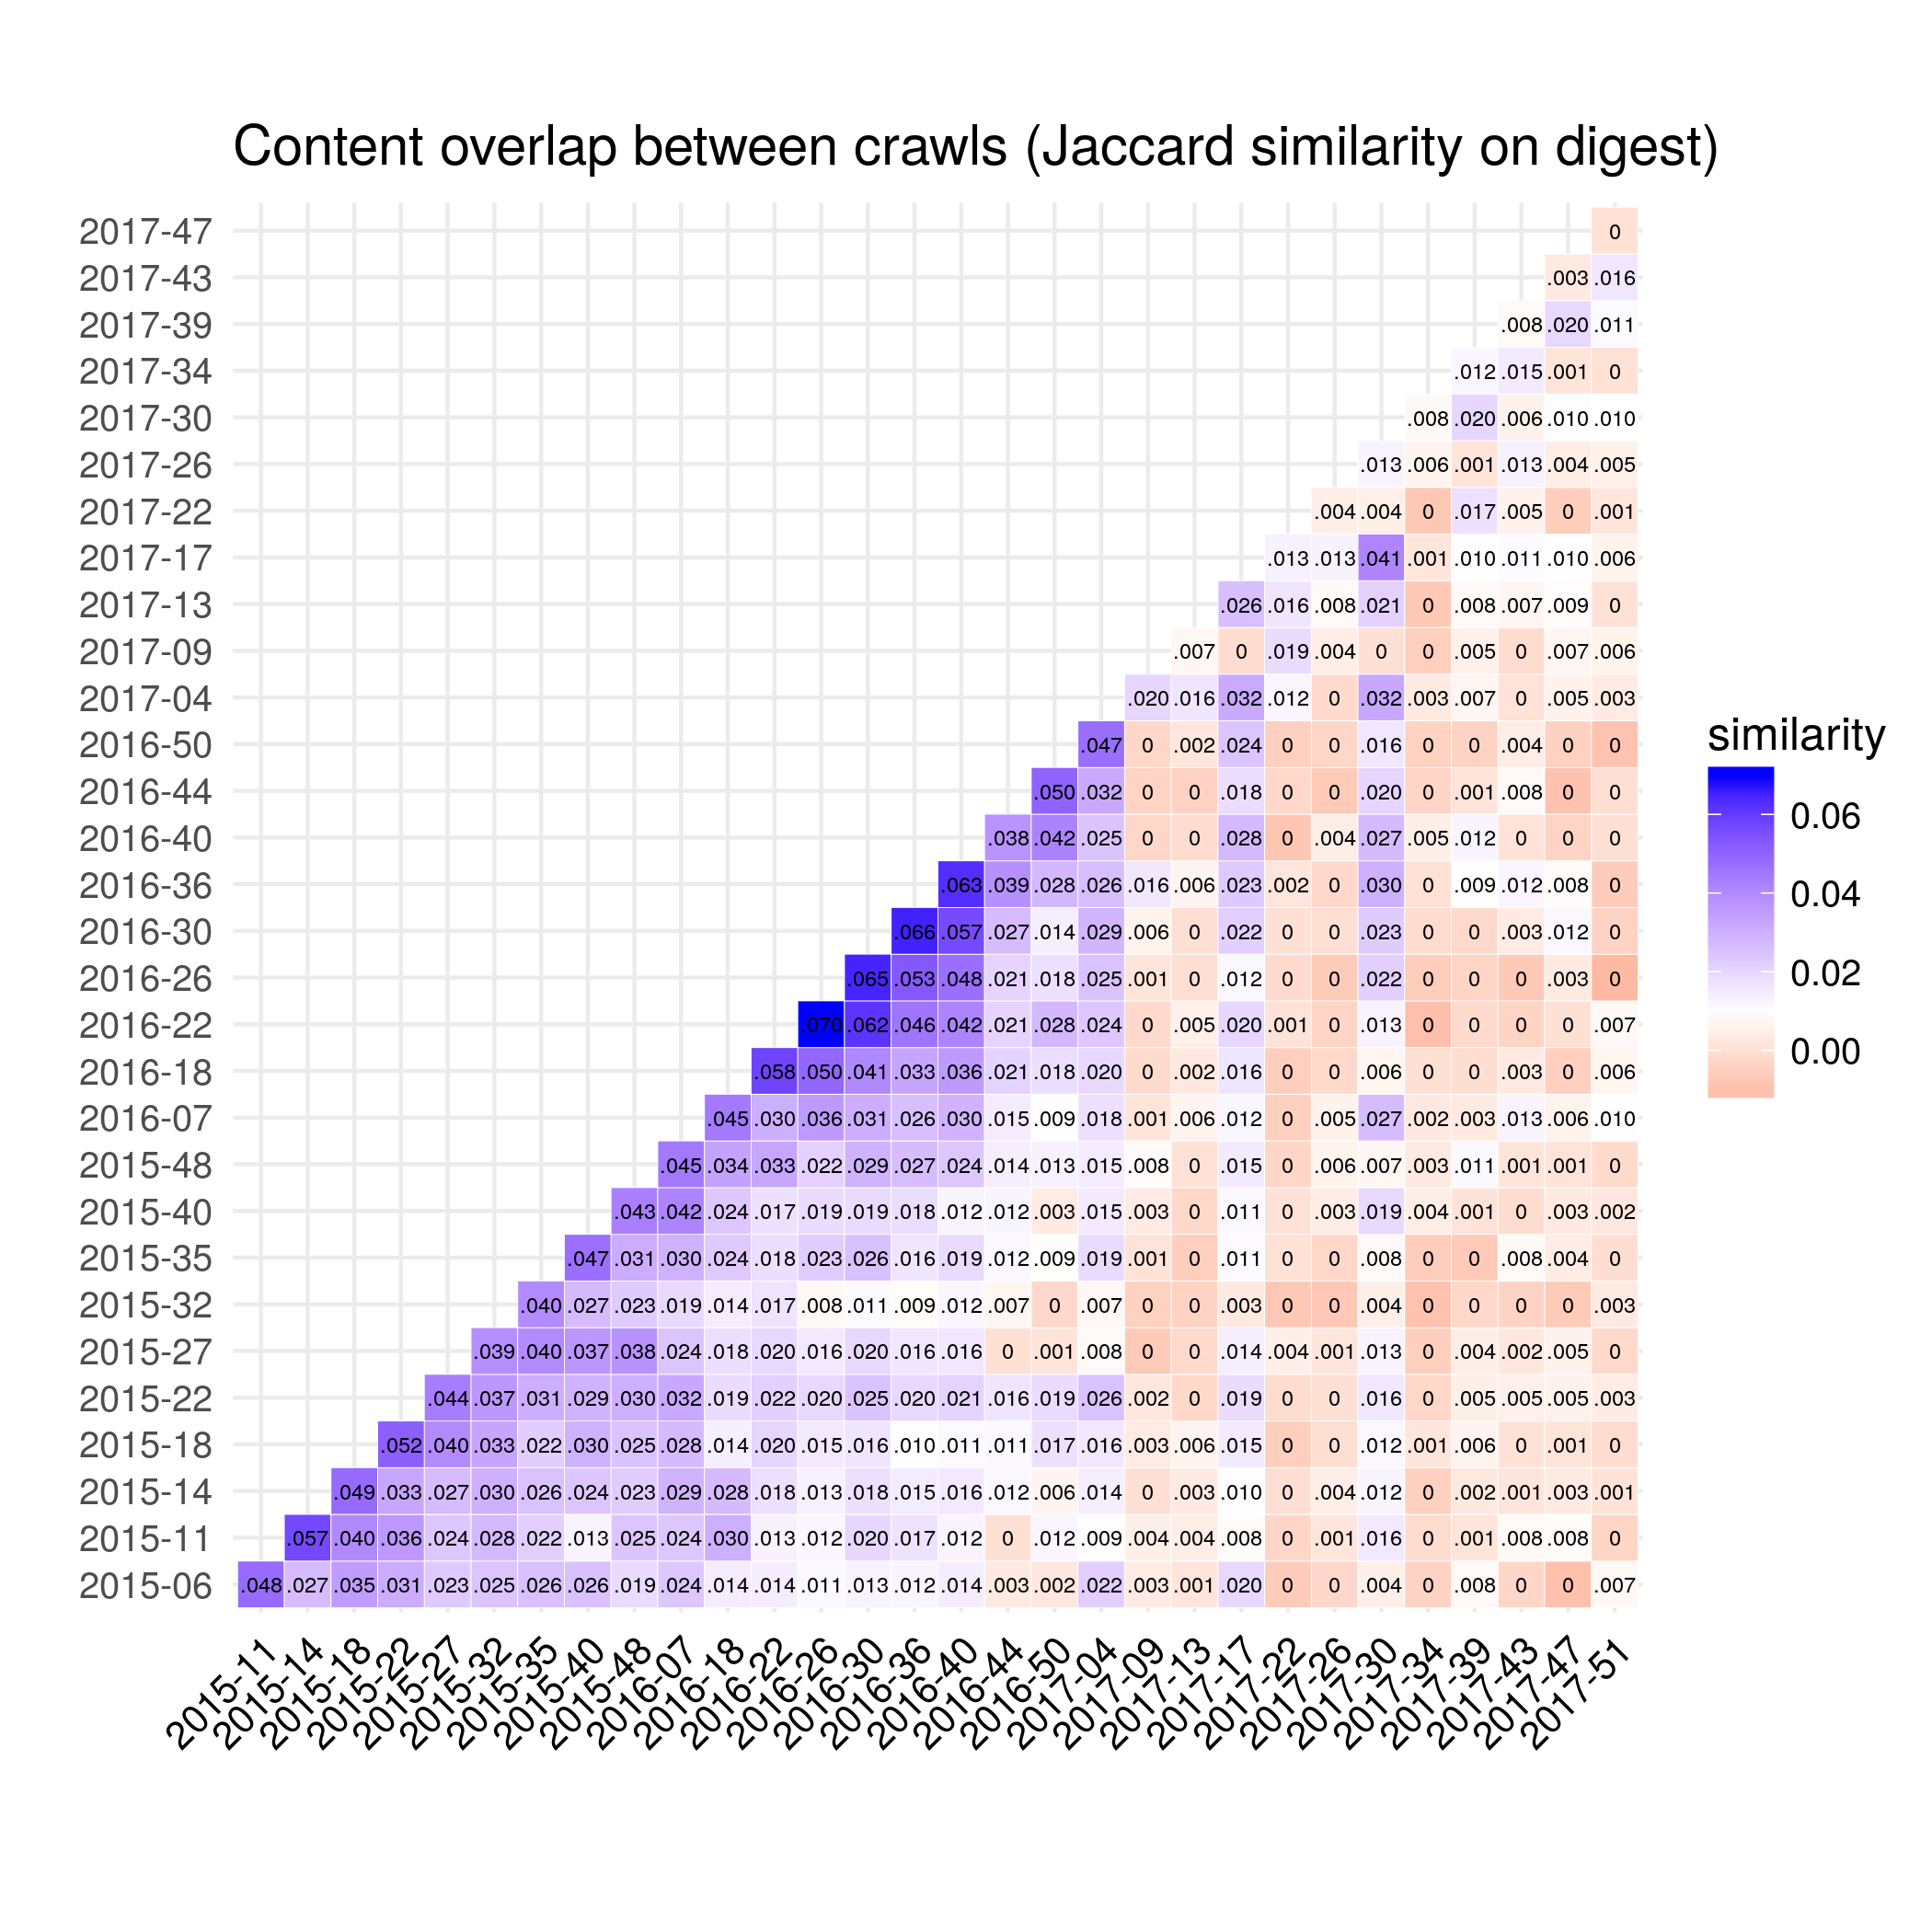 Content overlap between crawls (Jaccard similarity on digest)
2017-47 0
2017-43 .003 .016
2017-39 .008 .020 .011
2017-34 .012 .015 .001 0
2017-30 .008 .020 .006 .010 .010
2017-26 .013 .006 .001 .013 .004 .005
2017-22 .004 .004 0 .017 .005 0 .001
2017-17 .013 .013 .041 .001 .010 .011 .010 .006
2017-13 .026 .016 .008 .021 0 .008 .007 .009 0
2017-09 .007 0 .019 .004 0 0 .005 0 .007 .006
2017-04 .020 .016 .032 .012 0 .032 .003 .007 0 .005 .003
2016-50 .047 0 .002 .024 0 0 .016 0 0 .004 0 0
2016-44 .050 .032 0 0 .018 0 0 .020 0 .001 .008 0 0
2016-40 .038 .042 .025 0 0 .028 0 .004 .027 .005 .012 0 0 0
2016-36 .063 .039 .028 .026 .016 .006 .023 .002 0 .030 0 .009 .012 .008 0
2016-30 .066 .057 .027 .014 .029 .006 0 .022 0 0 .023 0 0 .003 .012 0
2016-26 .065 .053 .048 .021 .018 .025 .001 0 .012 0 0 .022 0 0 0 .003 0
2016-22 .070 .062 .046 .042 .021 .028 .024 0 .005 .020 .001 0 .013 0 0 0 0 .007
2016-18 .058 .050 .041 .033 .036 .021 .018 .020 0 .002 .016 0 0 .006 0 0 .003 0 .006
2016-07 .045 .030 .036 .031 .026 .030 .015 .009 .018 .001 .006 .012 0 .005 .027 .002 .003 .013 .006 .010
2015-48 .045 .034 .033 .022 .029 .027 .024 .014 .013 .015 .008 0 .015 0 .006 .007 .003 .011 .001 .001 0
2015-40 .043 .042 .024 .017 .019 .019 .018 .012 .012 .003 .015 .003 0 .011 0 .003 .019 .004 .001 0 .003 .002
2015-35 .047 .031 .030 .024 .018 .023 .026 .016 .019 .012 .009 .019 .001 0 .011 0 0 .008 0 0 .008 .004 0
2015-32 .040 .027 .023 .019 .014 .017 .008 .011 .009 .012 .007 0 .007 0 0 .003 0 0 .004 0 0 0 0 .003
2015-27 .039 .040 .037 .038 .024 .018 .020 .016 .020 .016 .016 0 .001 .008 0 0 .014 .004 .001 .013 0 .004 .002 .005 0
2015-22 .044 .037 .031 .029 .030 .032 .019 .022 .020 .025 .020 .021 .016 .019 .026 .002 0 .019 0 0 .016 0 .005 .005 .005 .003
2015-18 .052 .040 .033 .022 .030 .025 .028 .014 .020 .015 .016 .010 .011 .011 .017 .016 .003 .006 .015 0 0 .012 .001 .006 0 .001 0
2015-14 .049 .033 .027 .030 .026 .024 .023 .029 .028 .018 .013 .018 .015 .016 .012 .006 .014 0 .003 .010 0 .004 .012 0 .002 .001 .003 .001
2015-11 .057 .040 .036 .024 .028 .022 .013 .025 .024 .030 .013 .012 .020 .017 .012 0 .012 .009 .004 .004 .008 0 .001 .016 0 .001 .008 .008 0
2015-06 .048 .027 .035 .031 .023 .025 .026 .026 .019 .024 .014 .014 .011 .013 .012 .014 .003 .002 .022 .003 .001 .020 0 0 .004 0 .008 0 0 .007
2015-11 2015-14 2015-18 2015-22 2015-27 2015-32 2015-35 2015-40 2015-48 2016-07 2016-18 2016-22 2016-26 2016-30 2016-36 2016-40 2016-44 2016-50 2017-04 2017-09 2017-13 2017-17 2017-22 2017-26 2017-30 2017-34 2017-39 2017-43 2017-47 2017-51
similarity
0.06
0.04
0.02
0.00